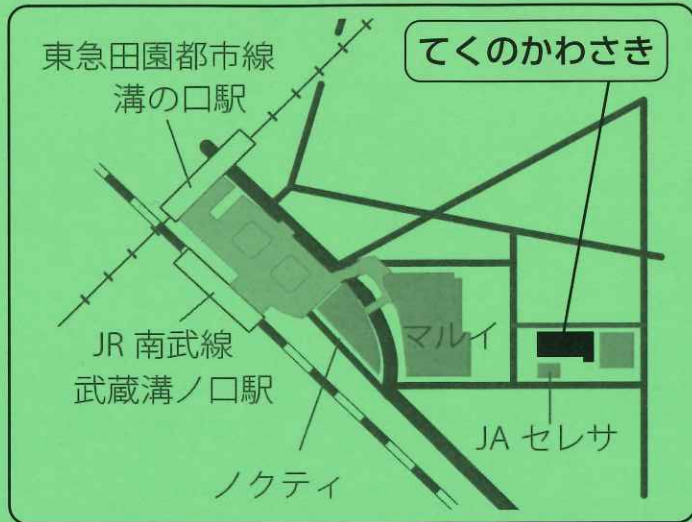 東急田園都市線
溝の口駅
てくのかわさき
マルイ
JR 南武線
武蔵溝ノ口駅
JA セレサ
ノクティ